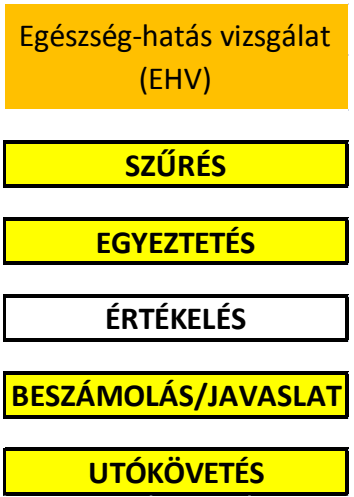 Egészség-hatás vizsgálat
(EHV)
SZŰRÉS
EGYEZTETÉS
ÉRTÉKELÉS
BESZÁMOLÁS/JAVASLAT
UTÓKÖVETÉS